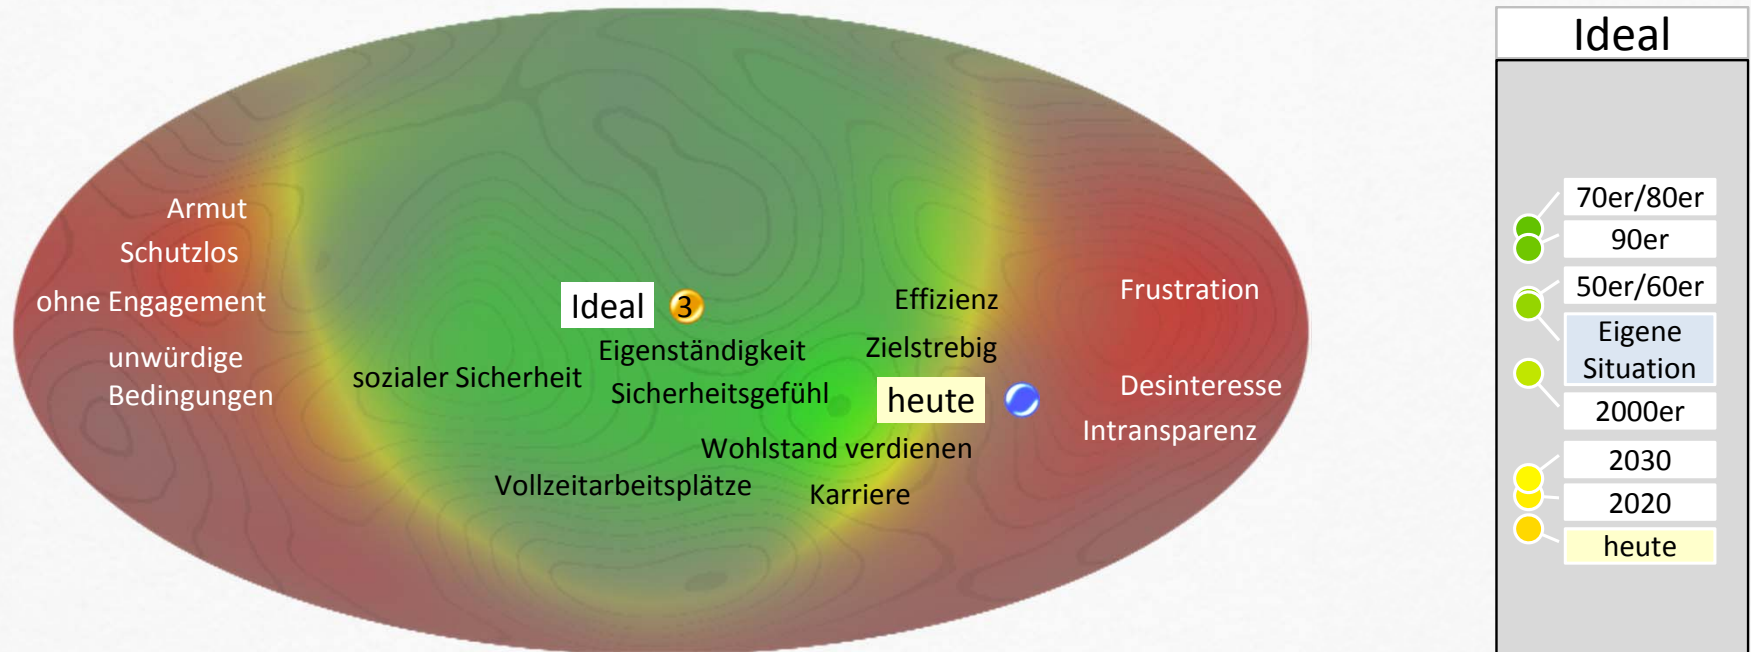 Ideal
70er/80er
90er
50er/60er
Eigene
Situation
2000er
2030
2020
heute
Armut
Schutzlos
ohne Engagement
unwürdige
Bedingungen
Ideal
3
Eigenständigkeit
sozialer Sicherheit
Sicherheitsgefühl
Effizienz
Zielstrebig
heute
Wohlstand verdienen
Vollzeitarbeitsplätze
Karriere
Frustration
Desinteresse
Intransparenz